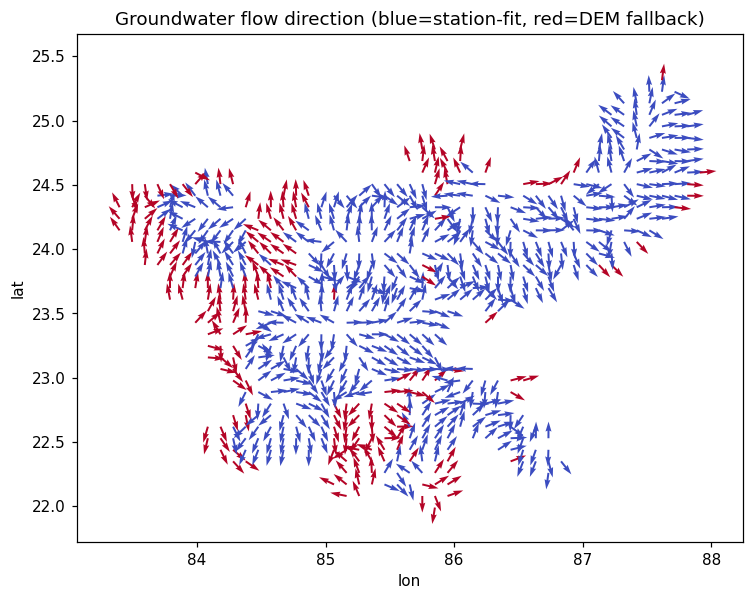 Groundwater flow direction (blue=station-fit, red=DEM fallback)
25.5
25.0
24.5
24.0
23.5
23.0
22.5
22.0
lat
84 85 86 87 88
lon